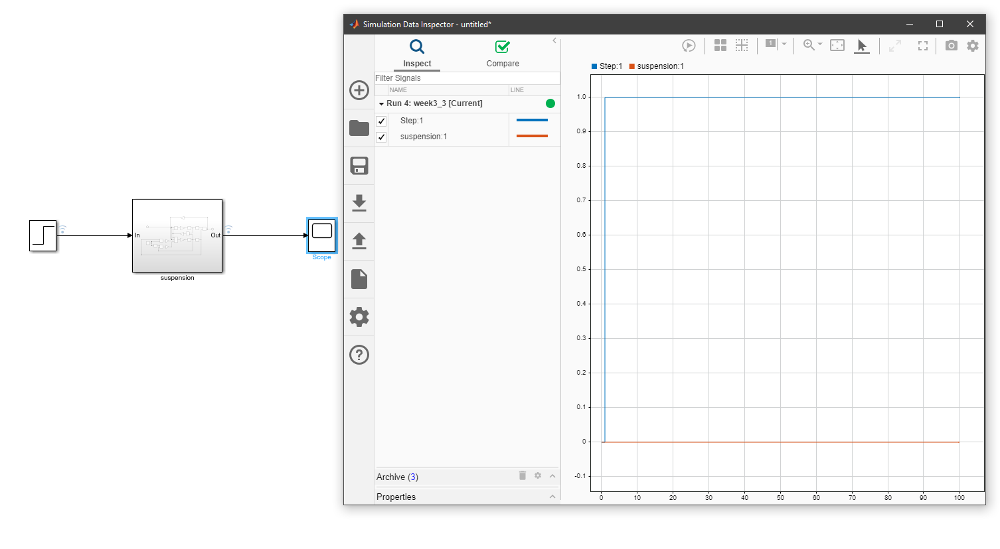 Simulation Data Inspector - untitled*
Inspect
Compare
Filter Signals
NAME LINE
Run 4: week3_3 [Current]
Step:1
suspension:1
Archive (3)
Properties
1
Step:1 suspension:1
1.0
0.9
0.8
0.7
0.6
0.5
0.4
0.3
0.2
0.1
0
-0.1
0 10 20 30 40 50 60 70 80 90 100
In Out
suspension
Scope